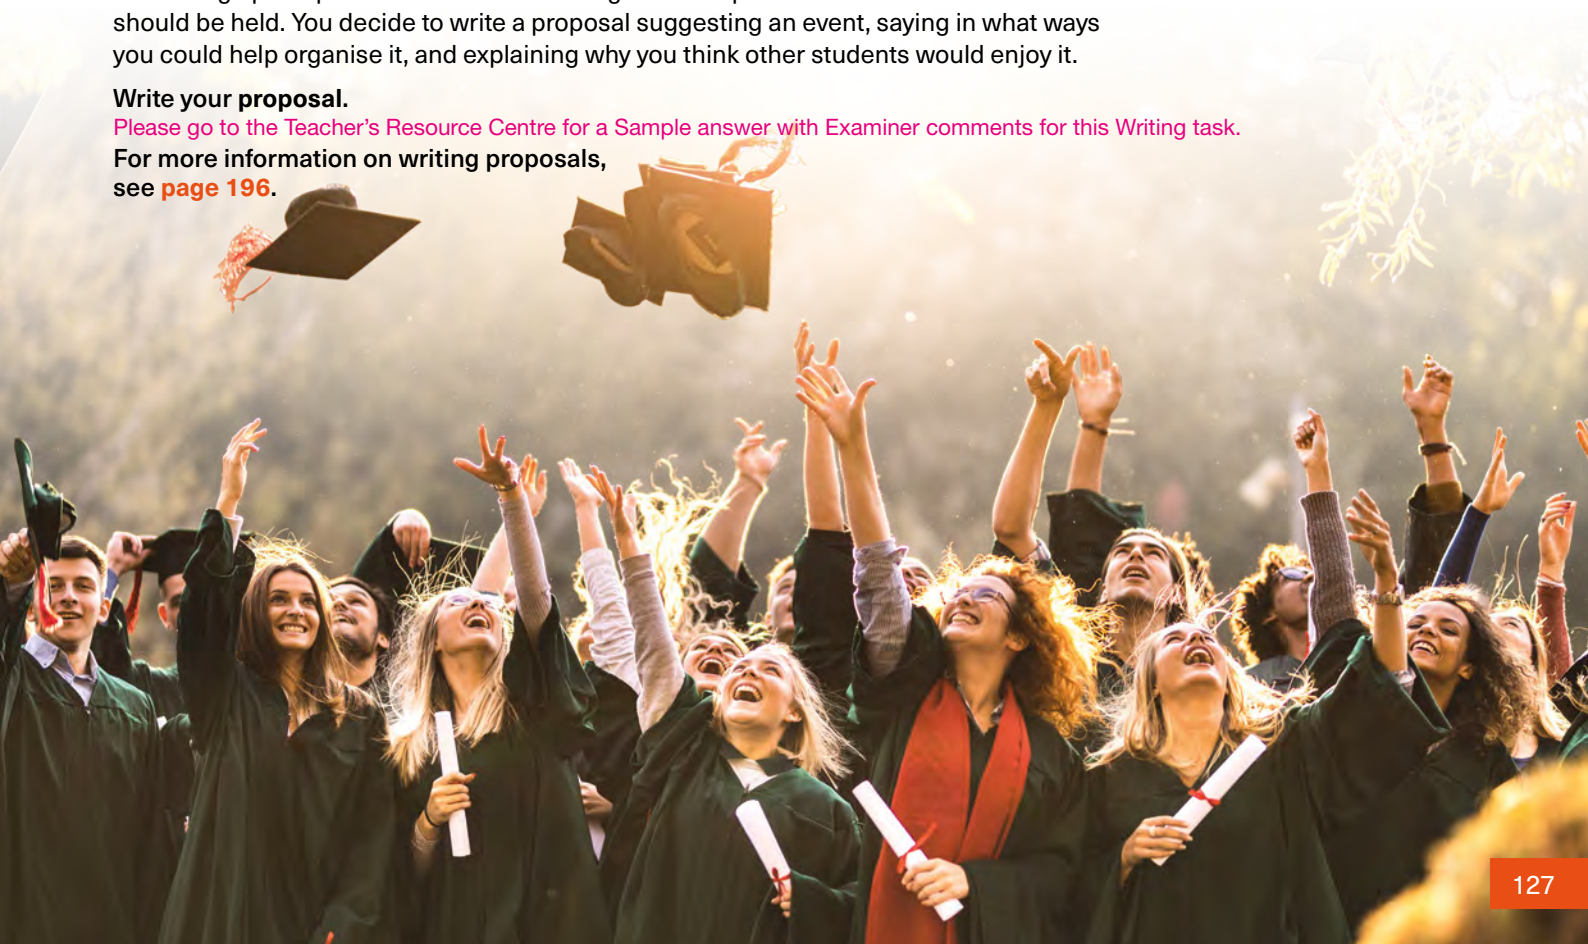 should be held. You decide to write a proposal suggesting an event, saying in what ways
you could help organise it, and explaining why you think other students would enjoy it.
Write your proposal.
Please go to the Teacher's Resource Centre for a Sample answer with Examiner comments for this Writing task.
For more information on writing proposals,
see page 196.
127